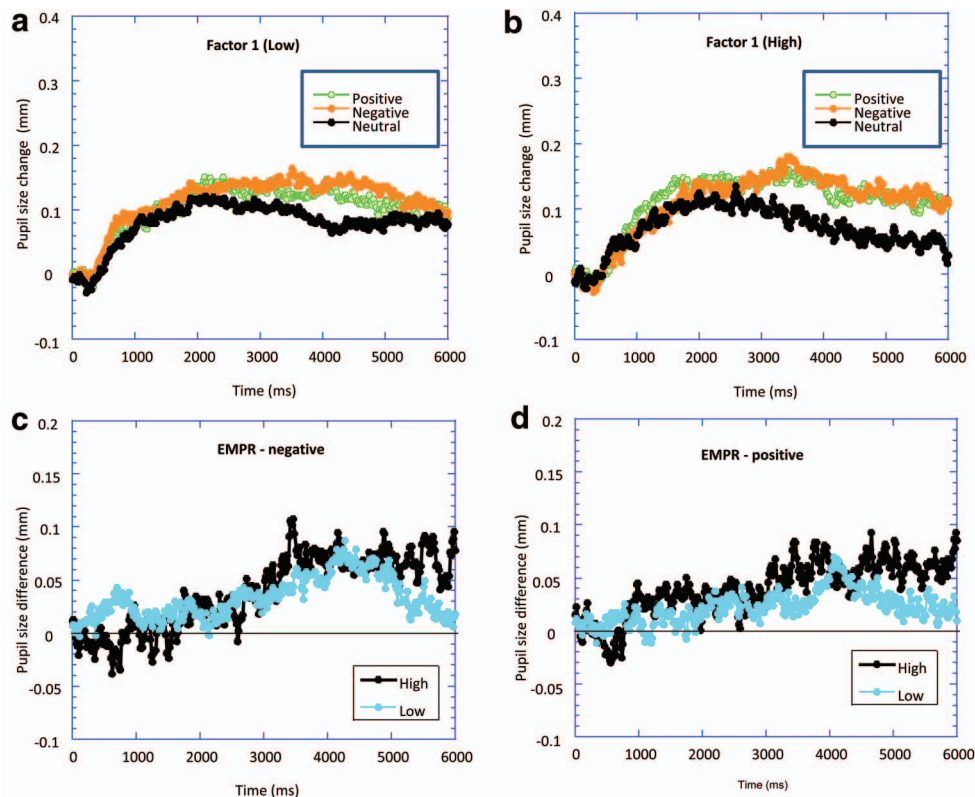 a
Factor 1 (Low)
Positive
Negative
Neutral
Pupil size change (mm)
0.4
0.3
0.2
0.1
0
-0.1
0 1000 2000 3000 4000 5000 6000
Time (ms)
b
Factor 1 (High)
Positive
Negative
Neutral
Pupil size change (mm)
0.4
0.3
0.2
0.1
0
-0.1
0 1000 2000 3000 4000 5000 6000
Time (ms)
c
EMPR - negative
Pupil size difference (mm)
0.2
0.15
0.1
0.05
0
-0.05
-0.1
High
Low
0 1000 2000 3000 4000 5000 6000
Time (ms)
d
EMPR - positive
Pupil size difference (mm)
0.2
0.15
0.1
0.05
0
-0.05
-0.1
High
Low
0 1000 2000 3000 4000 5000 6000
Time (ms)